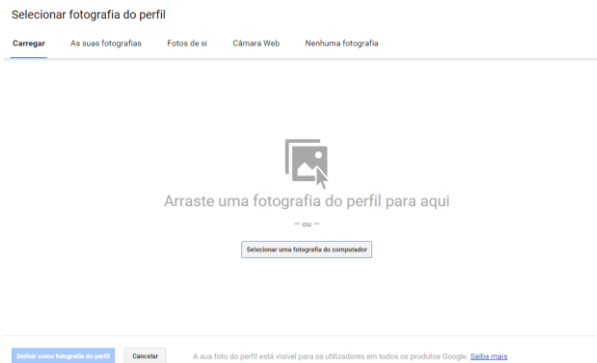 Selecionar fotografia do perfil
Carregar As suas fotografias Fotos de si Câmara Web Nenhuma fotografia
Arraste uma fotografia do perfil para aqui
— ou —
Selecionar uma fotografia do computador
Definir como fotografia do perfil Cancelar A sua foto do perfil está visível para os utilizadores em todos os produtos Google. Saiba mais